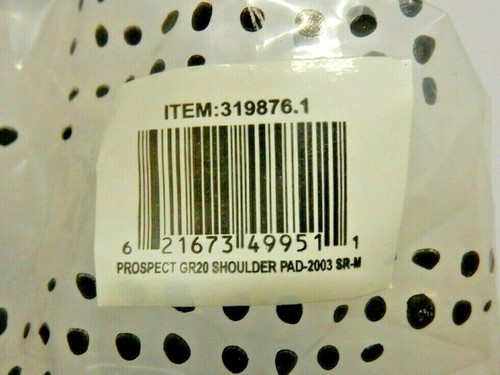 ITEM:319876.1
6 21673 49951 1
PROSPECT GR20 SHOULDER PAD-2003 SR-M